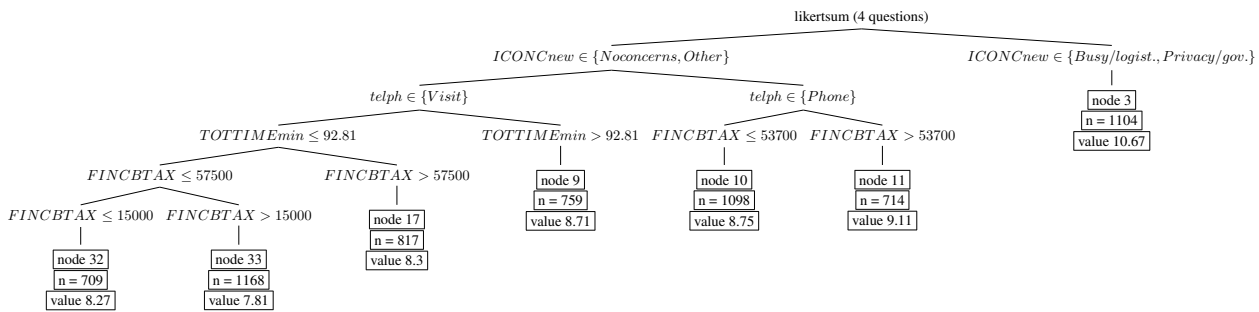 likertsum (4 questions)
ICONCnew ∈ {Noconcerns, Other}
ICONCnew ∈ {Busy/logist., Privacy/gov.}
telph ∈ {Visit}
telph ∈ {Phone}
node 3
n = 1104
value 10.67
TOTTIMEmin ≤ 92.81
TOTTIMEmin > 92.81
FINCBTAX ≤ 53700
FINCBTAX > 53700
FINCBTAX ≤ 57500
FINCBTAX > 57500
node 9
n = 759
value 8.71
node 10
n = 1098
value 8.75
node 11
n = 714
value 9.11
FINCBTAX ≤ 15000
FINCBTAX > 15000
node 17
n = 817
value 8.3
node 32
n = 709
value 8.27
node 33
n = 1168
value 7.81